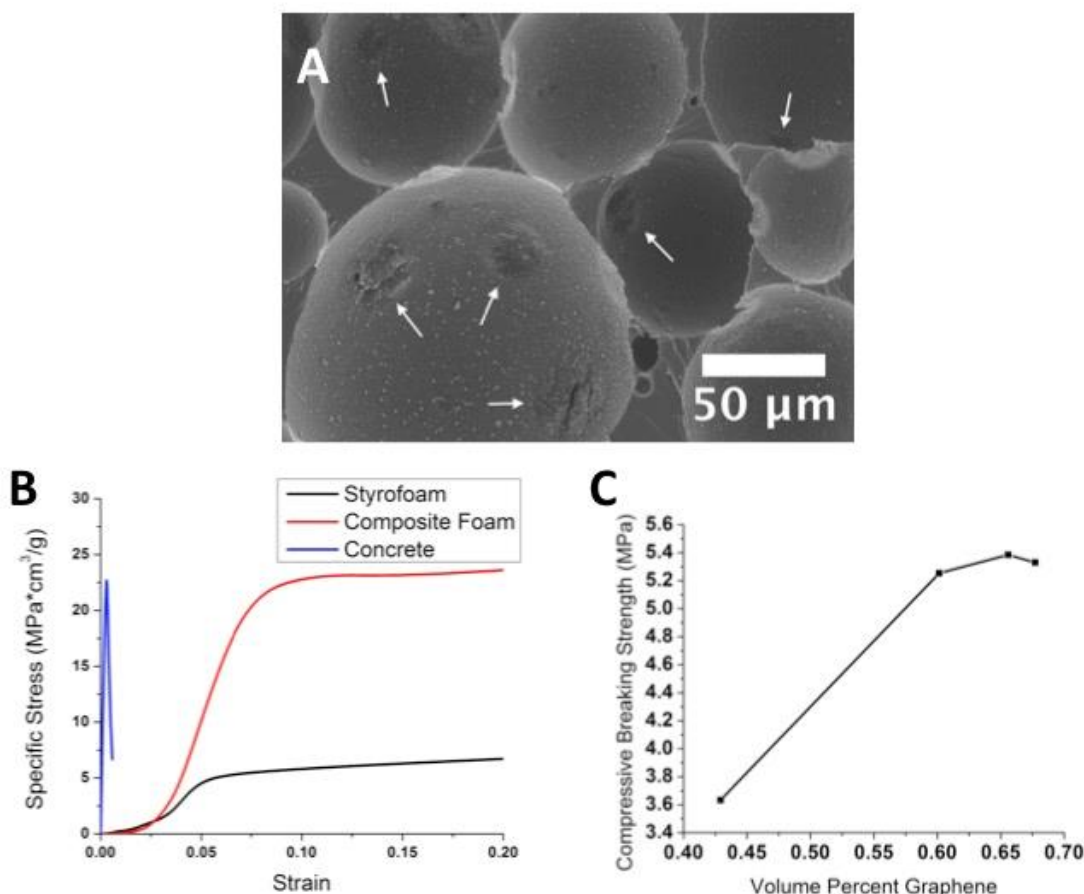 A
50 μm
B
Styrofoam
Composite Foam
Concrete
Specific Stress (MPa*cm³/g)
30
25
20
15
10
5
0
0.00 0.05 0.10 0.15 0.20
Strain
C
Compressive Breaking Strength (MPa)
5.6
5.4
5.2
5.0
4.8
4.6
4.4
4.2
4.0
3.8
3.6
3.4
0.40 0.45 0.50 0.55 0.60 0.65 0.70
Volume Percent Graphene